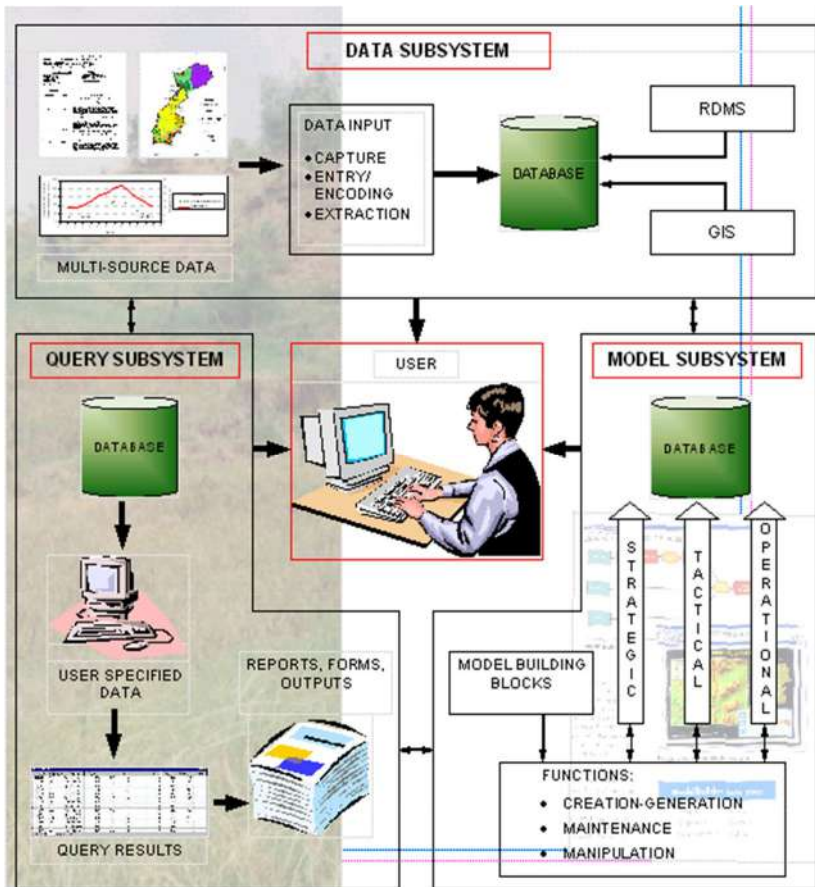 DATA SUBSYSTEM
DATA INPUT
CAPTURE
ENTRY/
ENCODING
EXTRACTION
DATABASE
RDMS
GIS
MULTI-SOURCE DATA
QUERY SUBSYSTEM
USER
MODEL SUBSYSTEM
DATABASE
DATABASE
STRATEGIC
TACTICAL
OPERATIONAL
USER SPECIFIED
DATA
REPORTS, FORMS,
OUTPUTS
MODEL BUILDING
BLOCKS
FUNCTIONS:
CREATION-GENERATION
MAINTENANCE
MANIPULATION
QUERY RESULTS